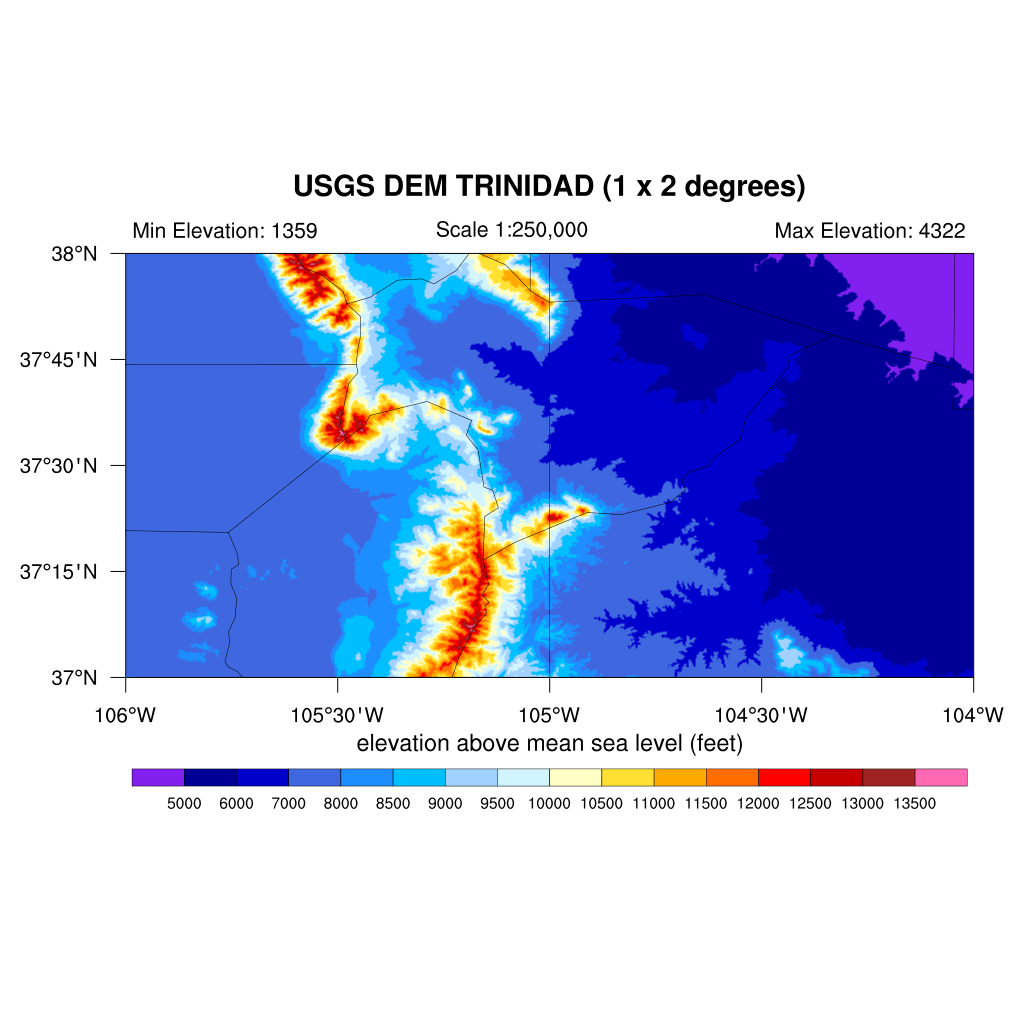 USGS DEM TRINIDAD (1 x 2 degrees)
Min Elevation: 1359 Scale 1:250,000 Max Elevation: 4322
38°N
37°45'N
37°30'N
37°15'N
37°N
106°W 105°30'W 105°W 104°30'W 104°W
elevation above mean sea level (feet)
5000 6000 7000 8000 8500 9000 9500 10000 10500 11000 11500 12000 12500 13000 13500